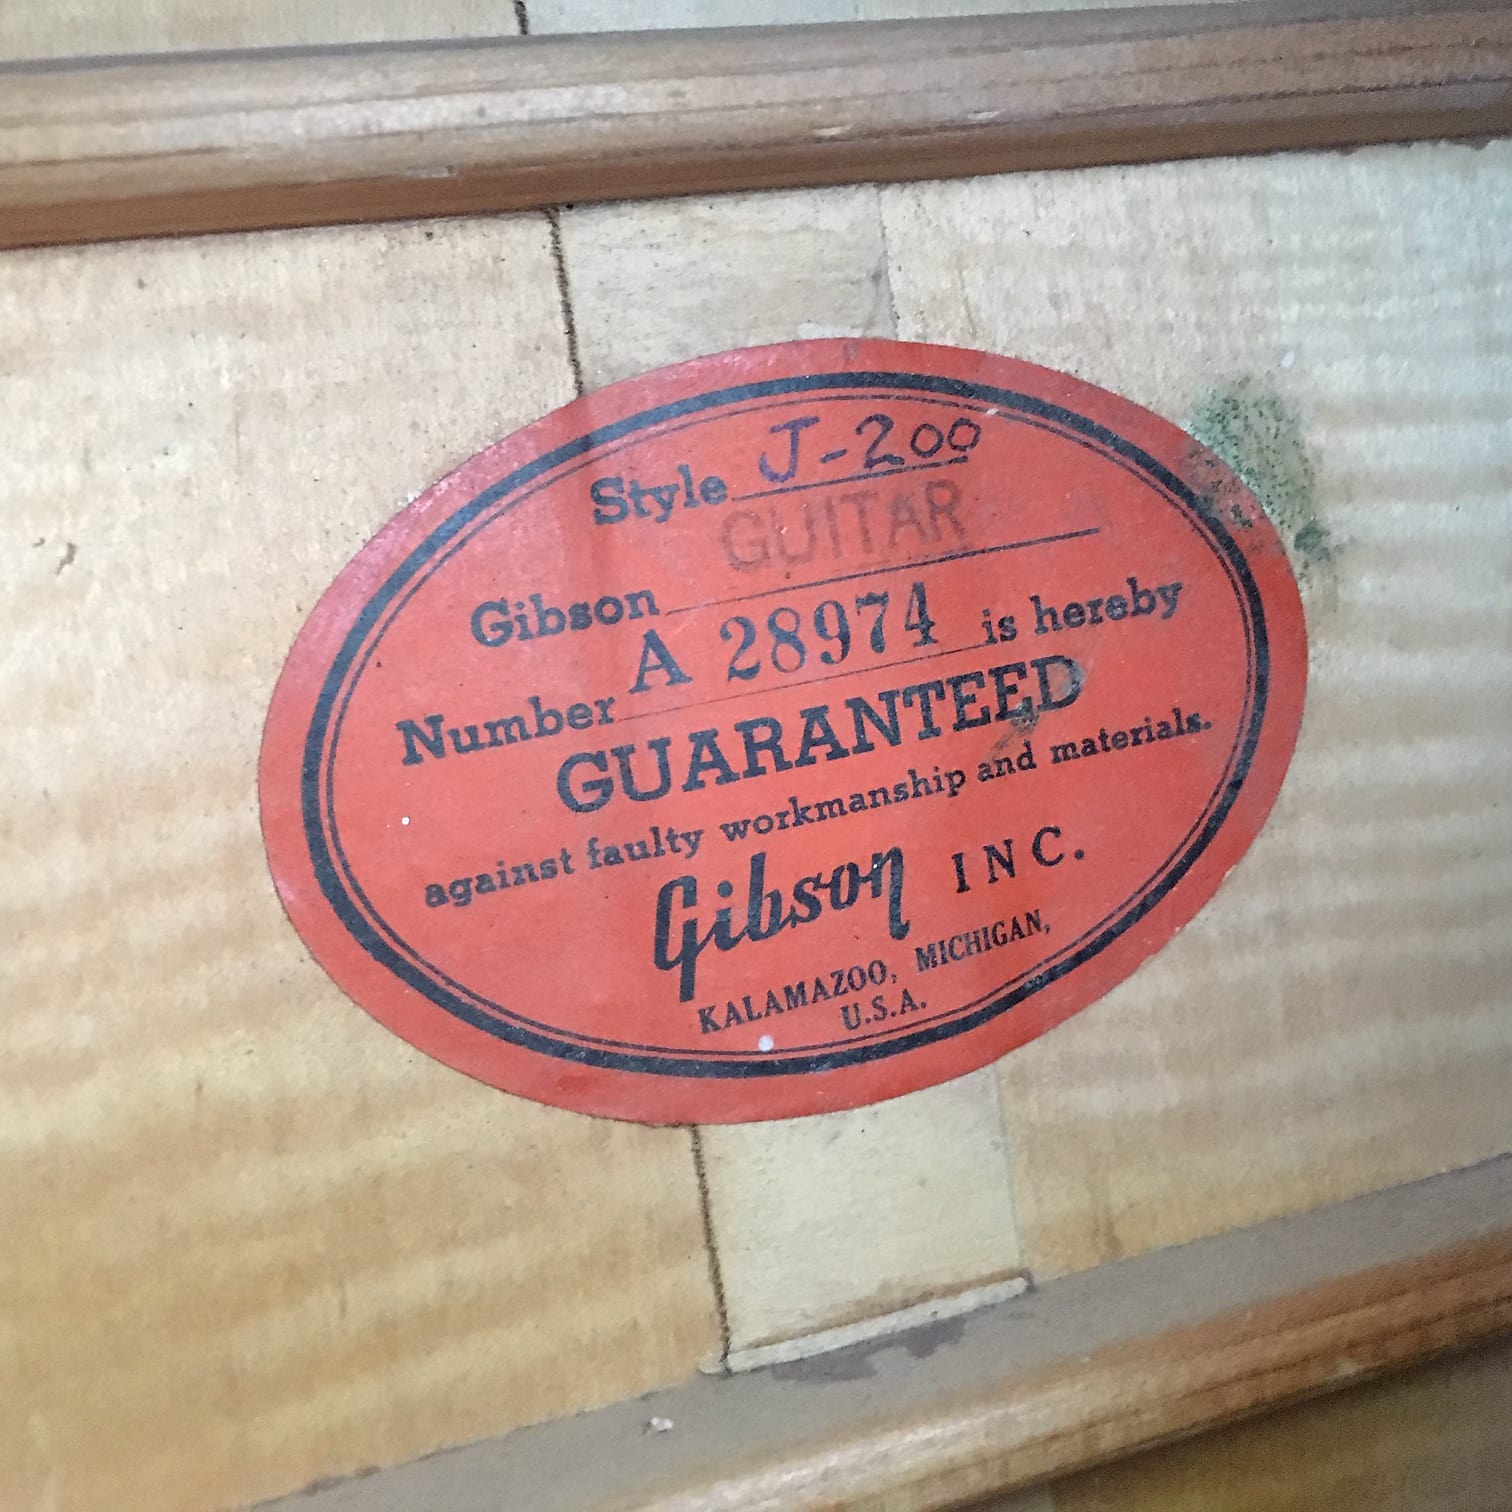 Style J-200
GUITAR
Gibson
Number A 28974 is hereby
GUARANTEED
against faulty workmanship and materials.
Gibson INC.
KALAMAZOO, MICHIGAN,
U.S.A.